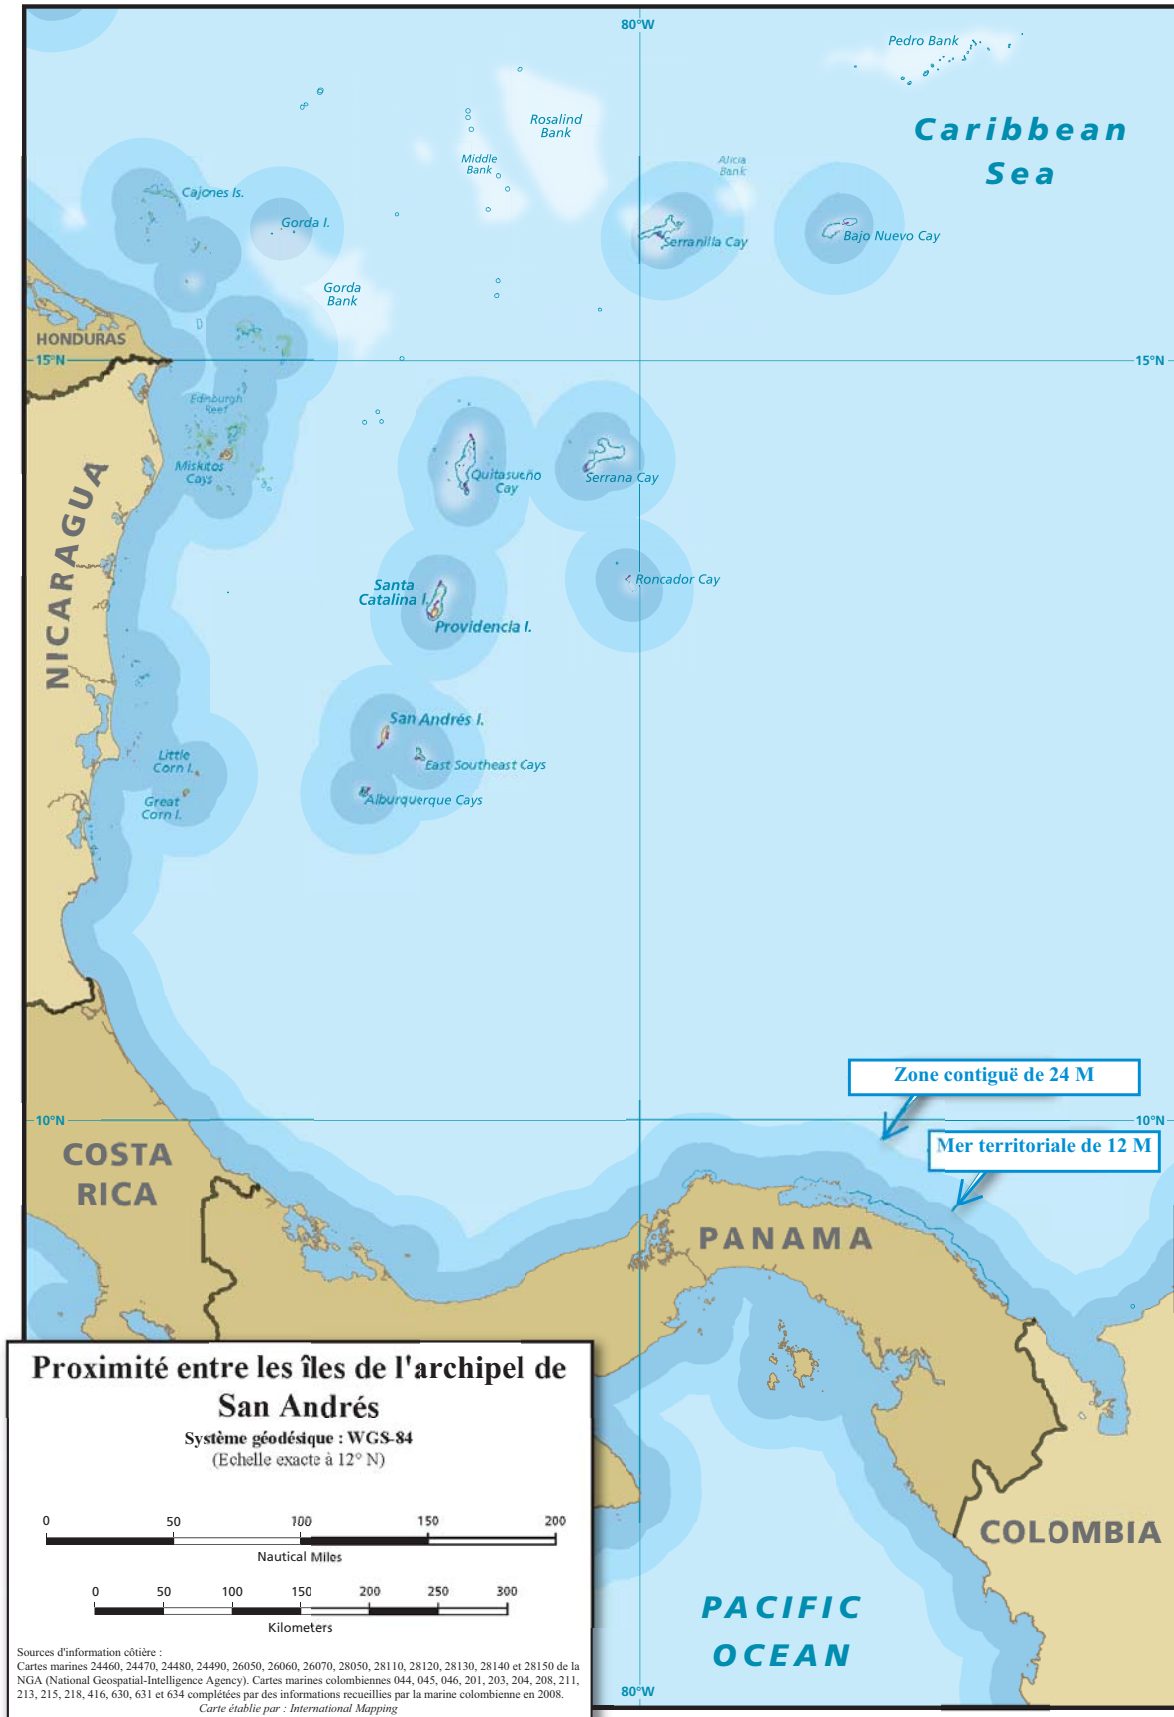 80°W
Pedro Bank
Caribbean
Sea
Rosalind
Bank
Middle
Bank
Alicia
Bank
Cajones Is.
Gorda I.
Serranilla Cay
Bajo Nuevo Cay
Gorda
Bank
HONDURAS
15°N
15°N
Edinburgh
Reef
Miskitos
Cays
Quitasueño
Cay
Serrana Cay
NICARAGUA
Santa
Catalina I.
Roncador Cay
Providencia I.
San Andrés I.
Little
Corn I.
East Southeast Cays
Great
Corn I.
Alburquerque Cays
Zone contiguë de 24 M
10°N
10°N
Mer territoriale de 12 M
COSTA
RICA
PANAMA
Proximité entre les îles de l'archipel de
San Andrés
Système géodésique : WGS-84
(Echelle exacte à 12° N)
0 50 100 150 200
Nautical Miles
0 50 100 150 200 250 300
Kilometers
Sources d'information côtière :
Cartes marines 24460, 24470, 24480, 24490, 26050, 26060, 26070, 28050, 28110, 28120, 28130, 28140 et 28150 de la
NGA (National Geospatial-Intelligence Agency). Cartes marines colombiennes 044, 045, 046, 201, 203, 204, 208, 211,
213, 215, 218, 416, 630, 631 et 634 complétées par des informations recueillies par la marine colombienne en 2008.
Carte établie par : International Mapping
COLOMBIA
PACIFIC
OCEAN
80°W